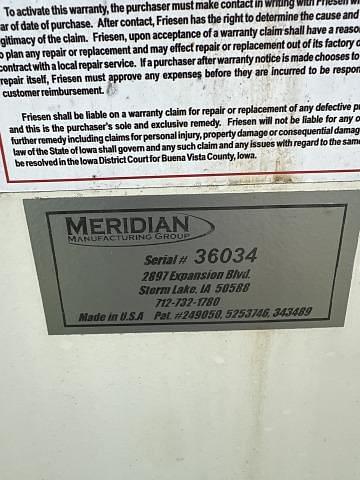 To activate this warranty, the purchaser must make contact in writing with Friesen
ar of date of purchase. After contact, Friesen has the right to determine the cause and
gitimacy of the claim. Friesen, upon acceptance of a warranty claim shall have a
o plan any repair or replacement and may effect repair or replacement out of its factory
contract with a local repair service. If a purchaser after warranty notice is made chooses to
repair itself, Friesen must approve any expenses before they are incurred to be
customer reimbursement.
Friesen shall be liable on a warranty claim for repair or replacement of any defective
and this is the purchaser's sole and exclusive remedy. Friesen will not be liable for any
further remedy including claims for personal injury, property damage or consequential
law of the State of Iowa shall govern and any such claim and any issues with regard to the
be resolved in the Iowa District Court for Buena Vista County, Iowa.
MERIDIAN
MANUFACTURING GROUP
Serial # 36034
2897 Expansion Blvd.
Storm Lake, IA 50588
712-732-1780
Made in U.S.A Pat.#249050, 5253746, 343489